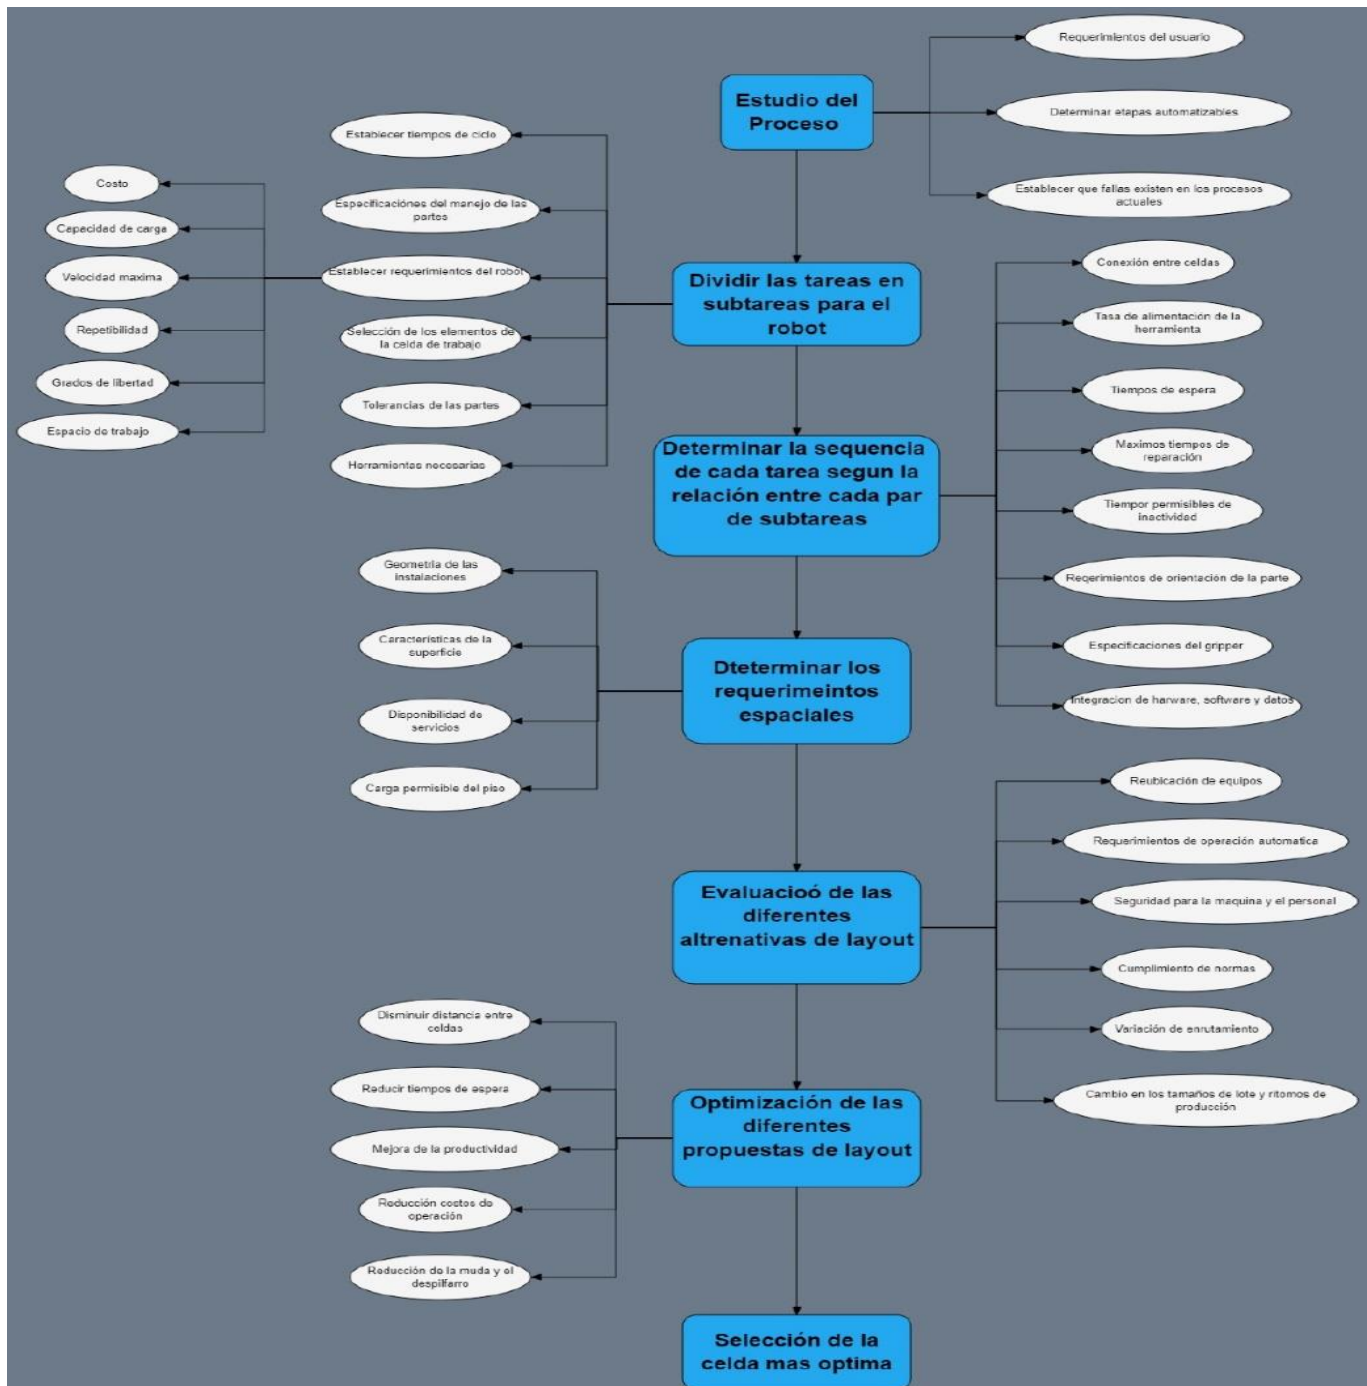 Estudio del
Proceso
Requerimientos del usuario
Determinar etapas automatizables
Establecer que fallas existen en los procesos
actuales
Dividir las tareas en
subtareas para el
robot
Establecer tiempos de ciclo
Especificaciónes del manejo de las
partes
Establecer requerimientos del robot
Selección de los elementos de
la celda de trabajo
Tolerancias de las partes
Herramientas necesarias
Costo
Capacidad de carga
Velocidad maxima
Repetibilidad
Grados de libertad
Espacio de trabajo
Determinar la sequencia
de cada tarea segun la
relación entre cada par
de subtareas
Conexión entre celdas
Tasa de alimentación de la
herramienta
Tiempos de espera
Maximos tiempos de
reparación
Tiempor permisibles de
inactividad
Reqerimientos de orientación de la parte
Especificaciones del gripper
Integracion de harware, software y datos
Dteterminar los
requerimeintos
espaciales
Geometria de las
instalaciones
Características de la
superficie
Disponibilidad de
servicios
Carga permisible del piso
Evaluacioó de las
diferentes
altrenativas de layout
Reubicación de equipos
Requerimientos de operación automatica
Seguridad para la maquina y el personal
Cumplimiento de normas
Variación de enrutamiento
Cambio en los tamaños de lote y ritomos de
producción
Optimización de las
diferentes
propuestas de layout
Disminuir distancia entre
celdas
Reducir tiempos de espera
Mejora de la productividad
Reducción costos de
operación
Reducción de la muda y el
despilfarro
Selección de la
celda mas optima